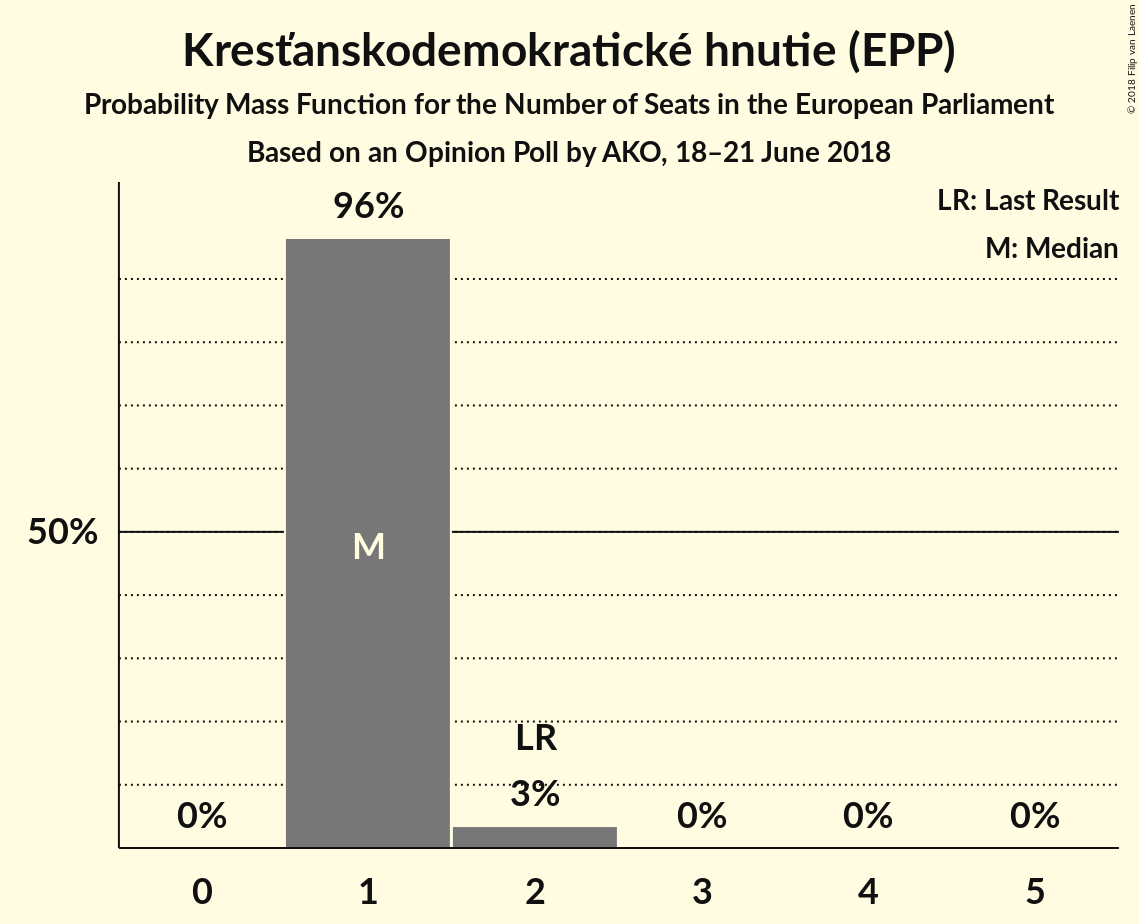 Kresťanskodemokratické hnutie (EPP)
Probability Mass Function for the Number of Seats in the European Parliament
Based on an Opinion Poll by AKO, 18–21 June 2018
© 2018 Filip van Laenen
LR: Last Result
M: Median
96%
50%
M
LR
0%
3%
0%
0%
0%
0 1 2 3 4 5